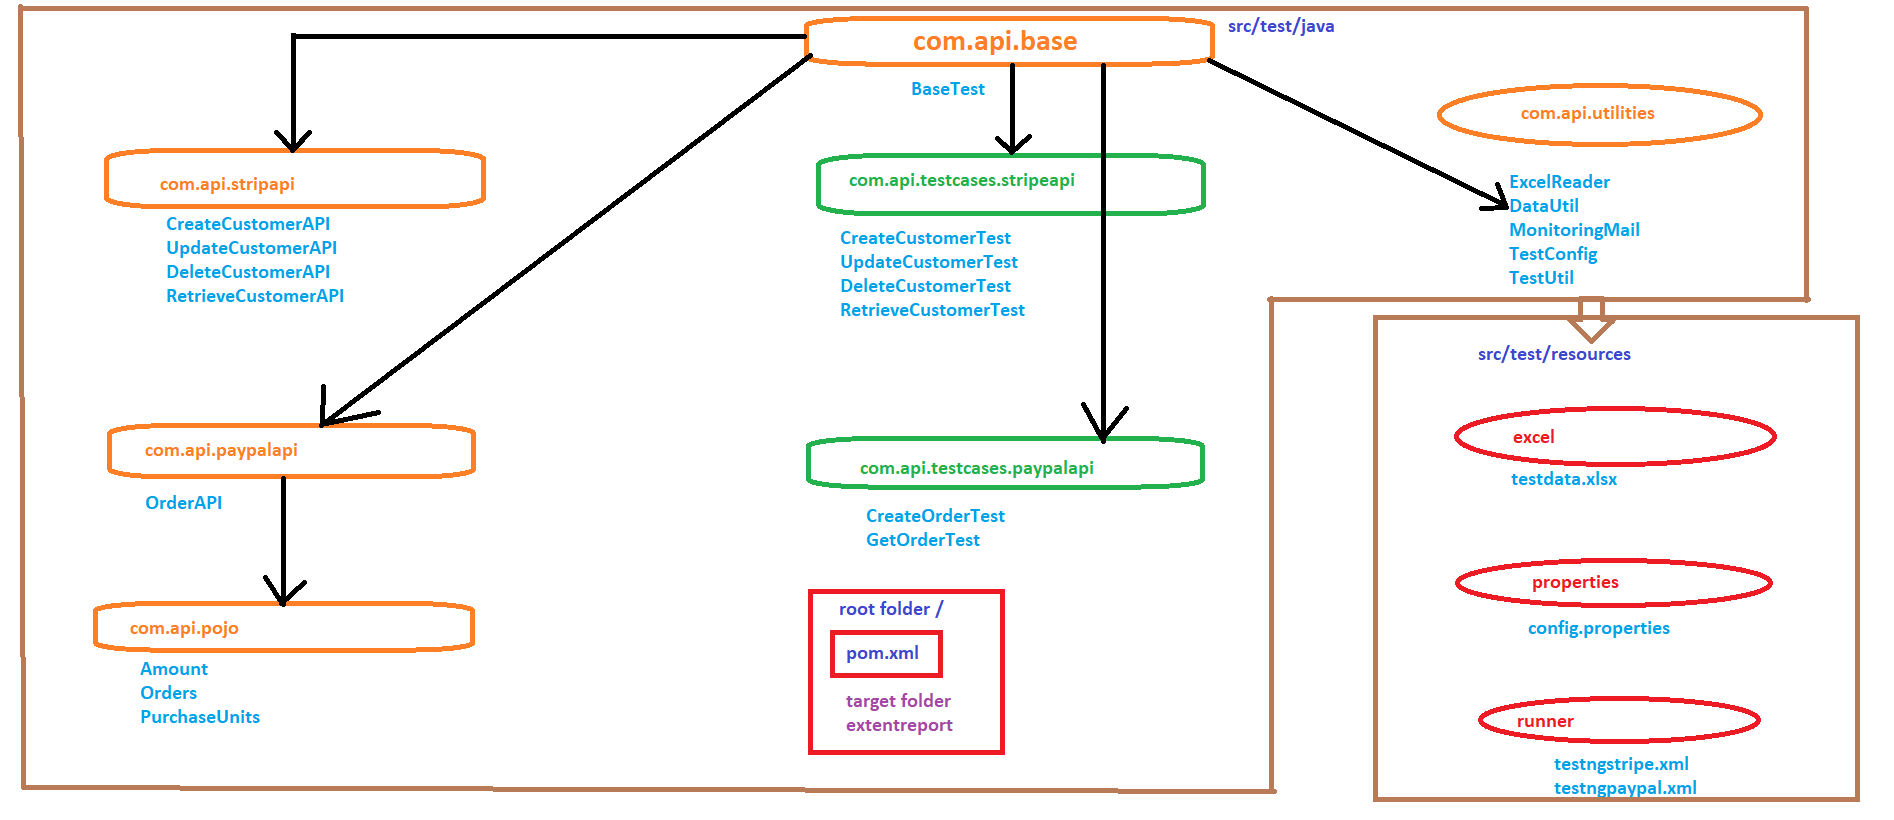 com.api.base
src/test/java
BaseTest
com.api.utilities
ExcelReader
DataUtil
MonitoringMail
TestConfig
TestUtil
com.api.stripapi
CreateCustomerAPI
UpdateCustomerAPI
DeleteCustomerAPI
RetrieveCustomerAPI
com.api.testcases.stripeapi
CreateCustomerTest
UpdateCustomerTest
DeleteCustomerTest
RetrieveCustomerTest
com.api.paypalapi
OrderAPI
com.api.testcases.paypalapi
CreateOrderTest
GetOrderTest
com.api.pojo
Amount
Orders
PurchaseUnits
root folder /
pom.xml
target folder
extentreport
src/test/resources
excel
testdata.xlsx
properties
config.properties
runner
testngstripe.xml
testngpaypal.xml